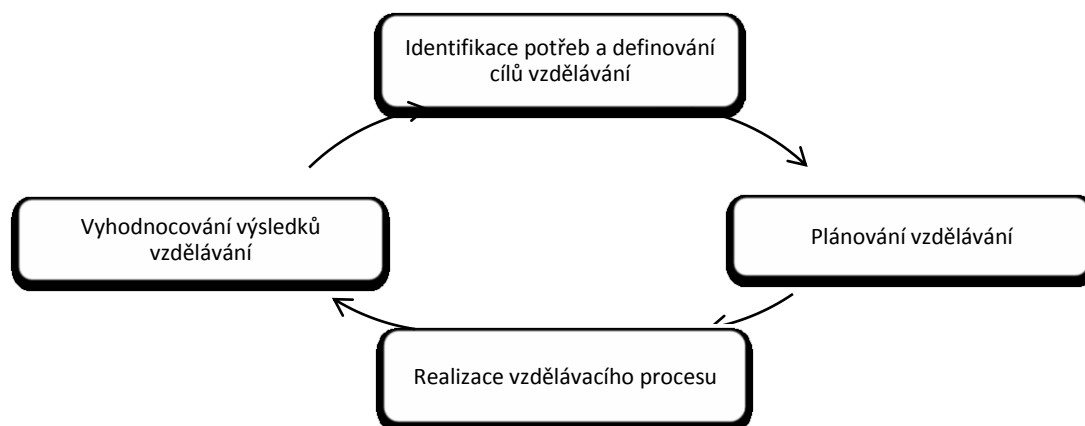 Identifikace potřeb a definování
cílů vzdělávání
Vyhodnocování výsledků
vzdělávání
Plánování vzdělávání
Realizace vzdělávacího procesu